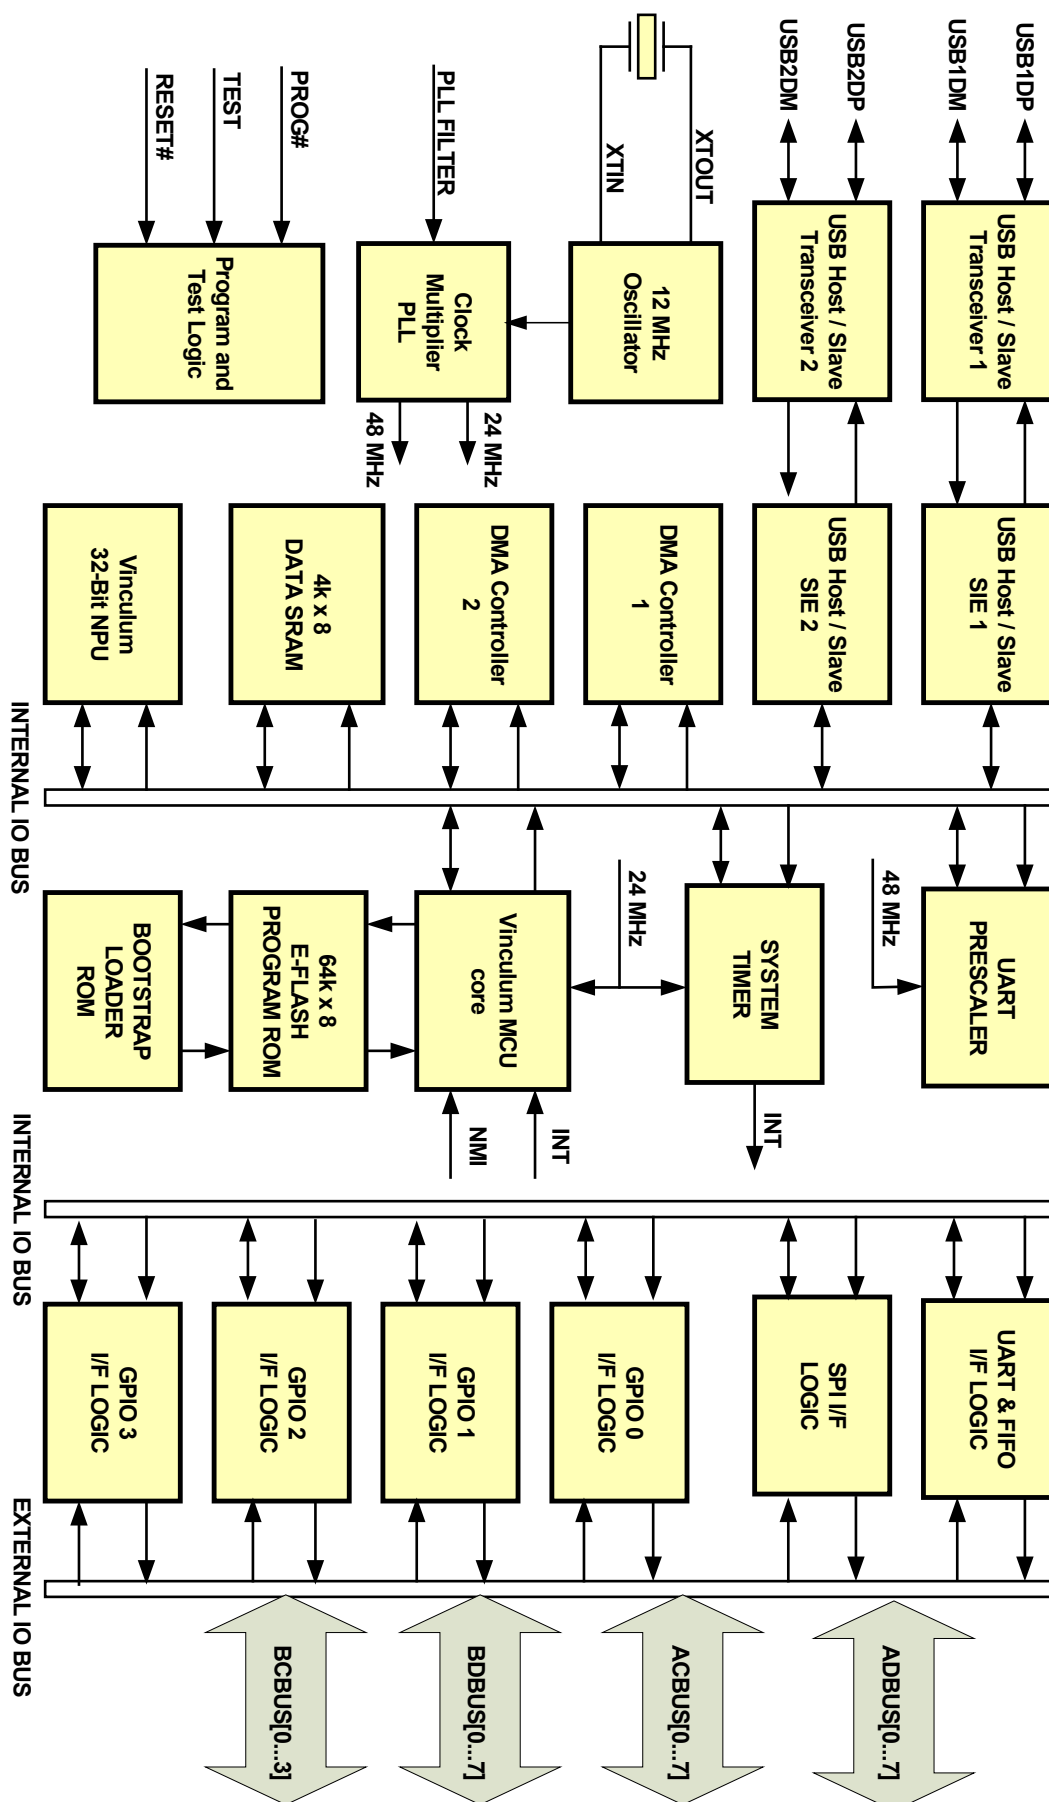 USB1DP
USB1DM
USB2DP
USB2DM
XTOUT
XTIN
PLL FILTER
PROG#
TEST
RESET#
USB Host / Slave
Transceiver 1
USB Host / Slave
Transceiver 2
12 MHz
Oscillator
Clock
Multiplier
PLL
24 MHz
48 MHz
Program and
Test Logic
USB Host / Slave
SIE 1
USB Host / Slave
SIE 2
DMA Controller
1
DMA Controller
2
4k x 8
DATA SRAM
Vinculum
32-Bit NPU
INTERNAL IO BUS
48 MHz
UART
PRESCALER
SYSTEM
TIMER
INT
24 MHz
Vinculum MCU
core
INT
NMI
64k x 8
E-FLASH
PROGRAM ROM
BOOTSTRAP
LOADER
ROM
INTERNAL IO BUS
UART & FIFO
I/F LOGIC
SPI I/F
LOGIC
GPIO 0
I/F LOGIC
GPIO 1
I/F LOGIC
GPIO 2
I/F LOGIC
GPIO 3
I/F LOGIC
EXTERNAL IO BUS
ADBUS[0...7]
ACBUS[0...7]
BDBUS[0...7]
BCBUS[0...3]